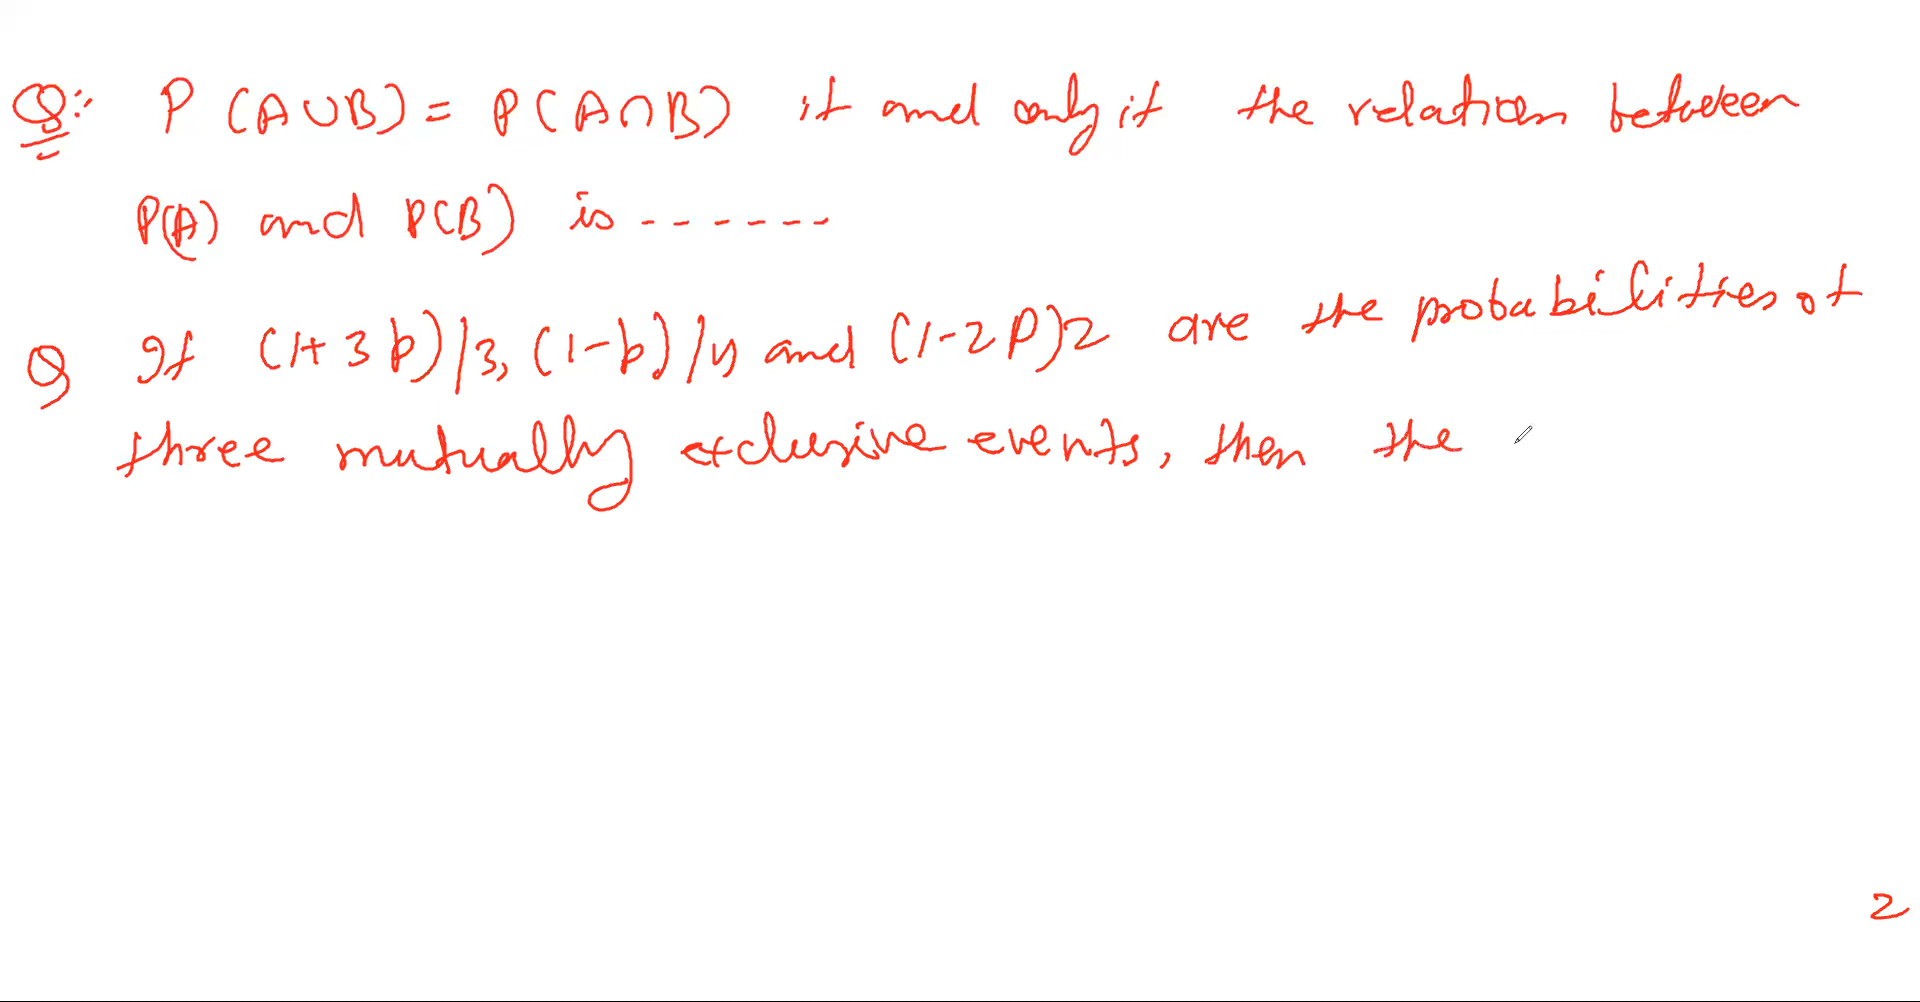 Q: P(A∪B) = P(A∩B) if and only if the relation between
P(A) and P(B) is ------
Q If (1+3p)/3, (1-p)/4 and (1-2P)2 are the probabilities of
three mutually exclusive events, then the
2